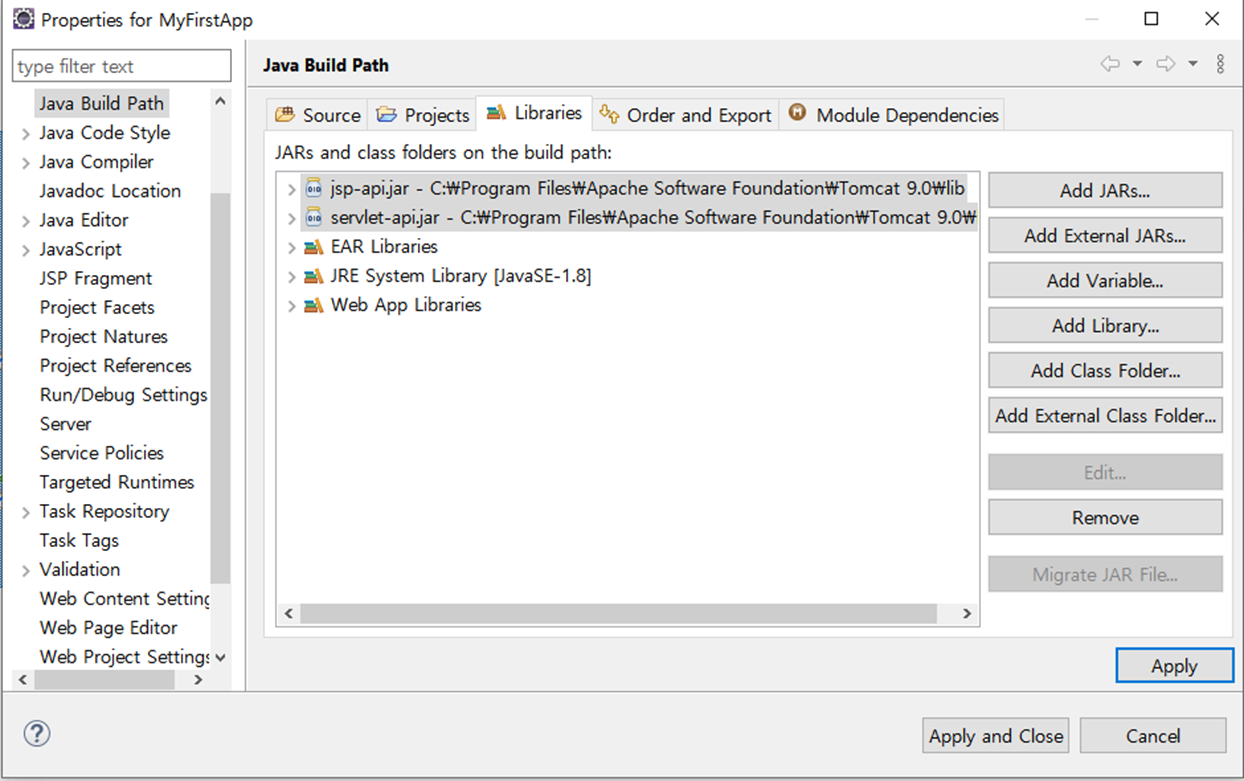 Properties for MyFirstApp
type filter text
Java Build Path
Java Code Style
Java Compiler
Javadoc Location
Java Editor
JavaScript
JSP Fragment
Project Facets
Project Natures
Project References
Run/Debug Settings
Server
Service Policies
Targeted Runtimes
Task Repository
Task Tags
Validation
Web Content Setting
Web Page Editor
Web Project Settings
Java Build Path
Source Projects Libraries Order and Export Module Dependencies
JARs and class folders on the build path:
jsp-api.jar - C:₩Program Files₩Apache Software Foundation₩Tomcat 9.0₩lib
servlet-api.jar - C:₩Program Files₩Apache Software Foundation₩Tomcat 9.0₩
EAR Libraries
JRE System Library [JavaSE-1.8]
Web App Libraries
Add JARs...
Add External JARs...
Add Variable...
Add Library...
Add Class Folder...
Add External Class Folder...
Edit...
Remove
Migrate JAR File...
Apply
Apply and Close Cancel